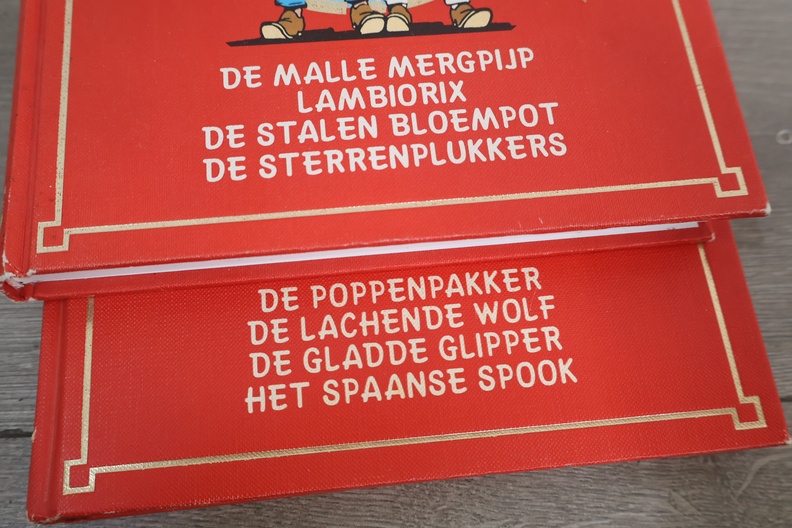 DE MALLE MERGPIJP
LAMBIORIX
DE STALEN BLOEMPOT
DE STERRENPLUKKERS
DE POPPENPAKKER
DE LACHENDE WOLF
DE GLADDE GLIPPER
HET SPAANSE SPOOK